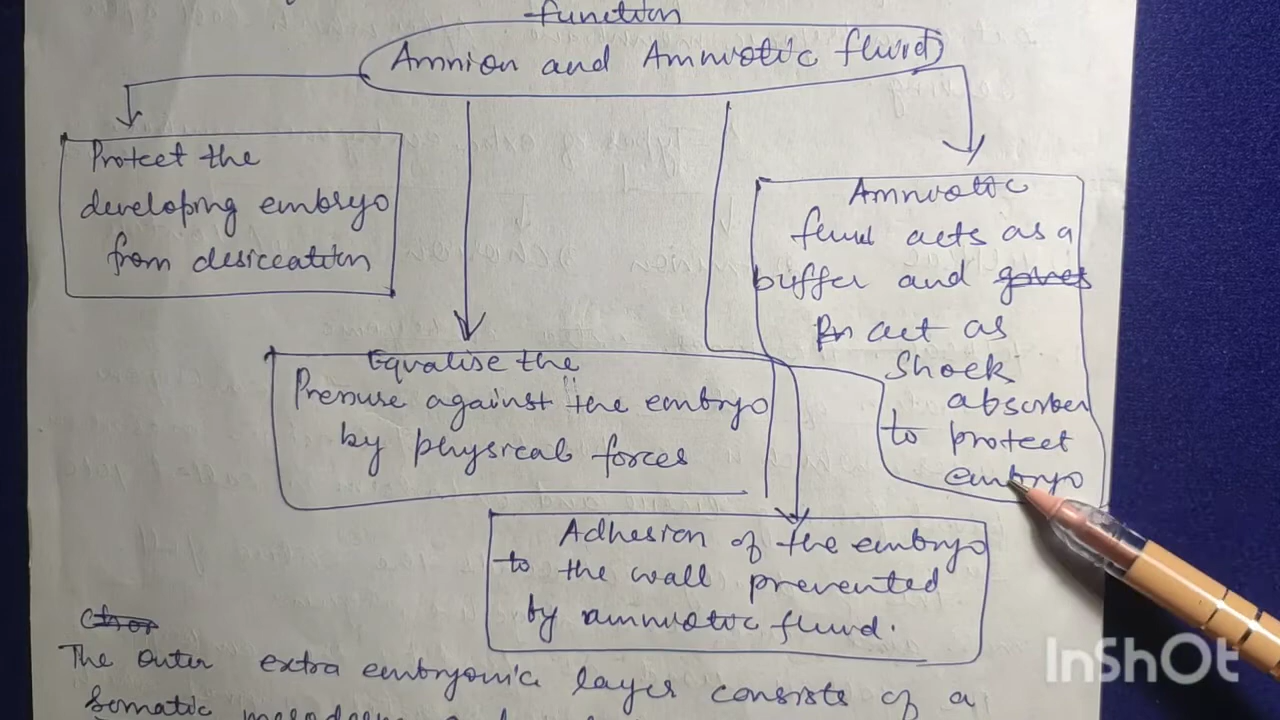 function
Amnion and Amniotic fluid
Protect the
developing embryo
from desiccation
Equalise the
Pressure against the embryo
by physical forces
Adhesion of the embryo
to the wall prevented
by amniotic fluid.
Amniotic
fluid acts as a
buffer and
act as
Shock
absorber
to protect
embryo
The outer extra embryonic layer consists of a
Somatic
InShOt